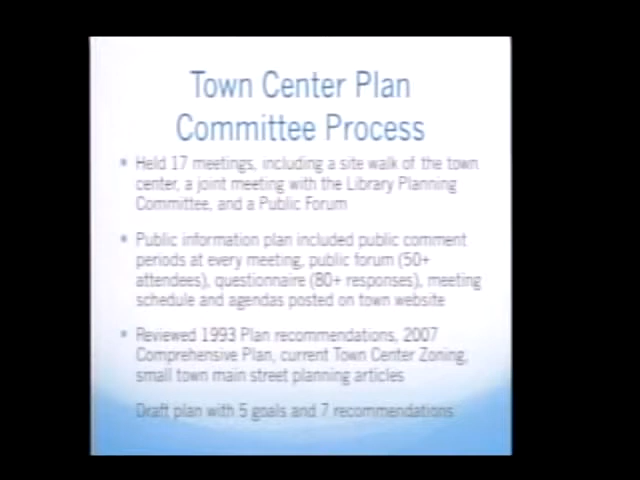 Town Center Plan
Committee Process
• Held 17 meetings, including a site walk of the town
center, a joint meeting with the Library Planning
Committee, and a Public Forum
• Public information plan included public comment
periods at every meeting, public forum (50+
attendees), questionnaire (80+ responses), meeting
schedule and agendas posted on town website
• Reviewed 1993 Plan recommendations, 2007
Comprehensive Plan, current Town Center Zoning,
small town main street planning articles
Draft plan with 5 goals and 7 recommendations